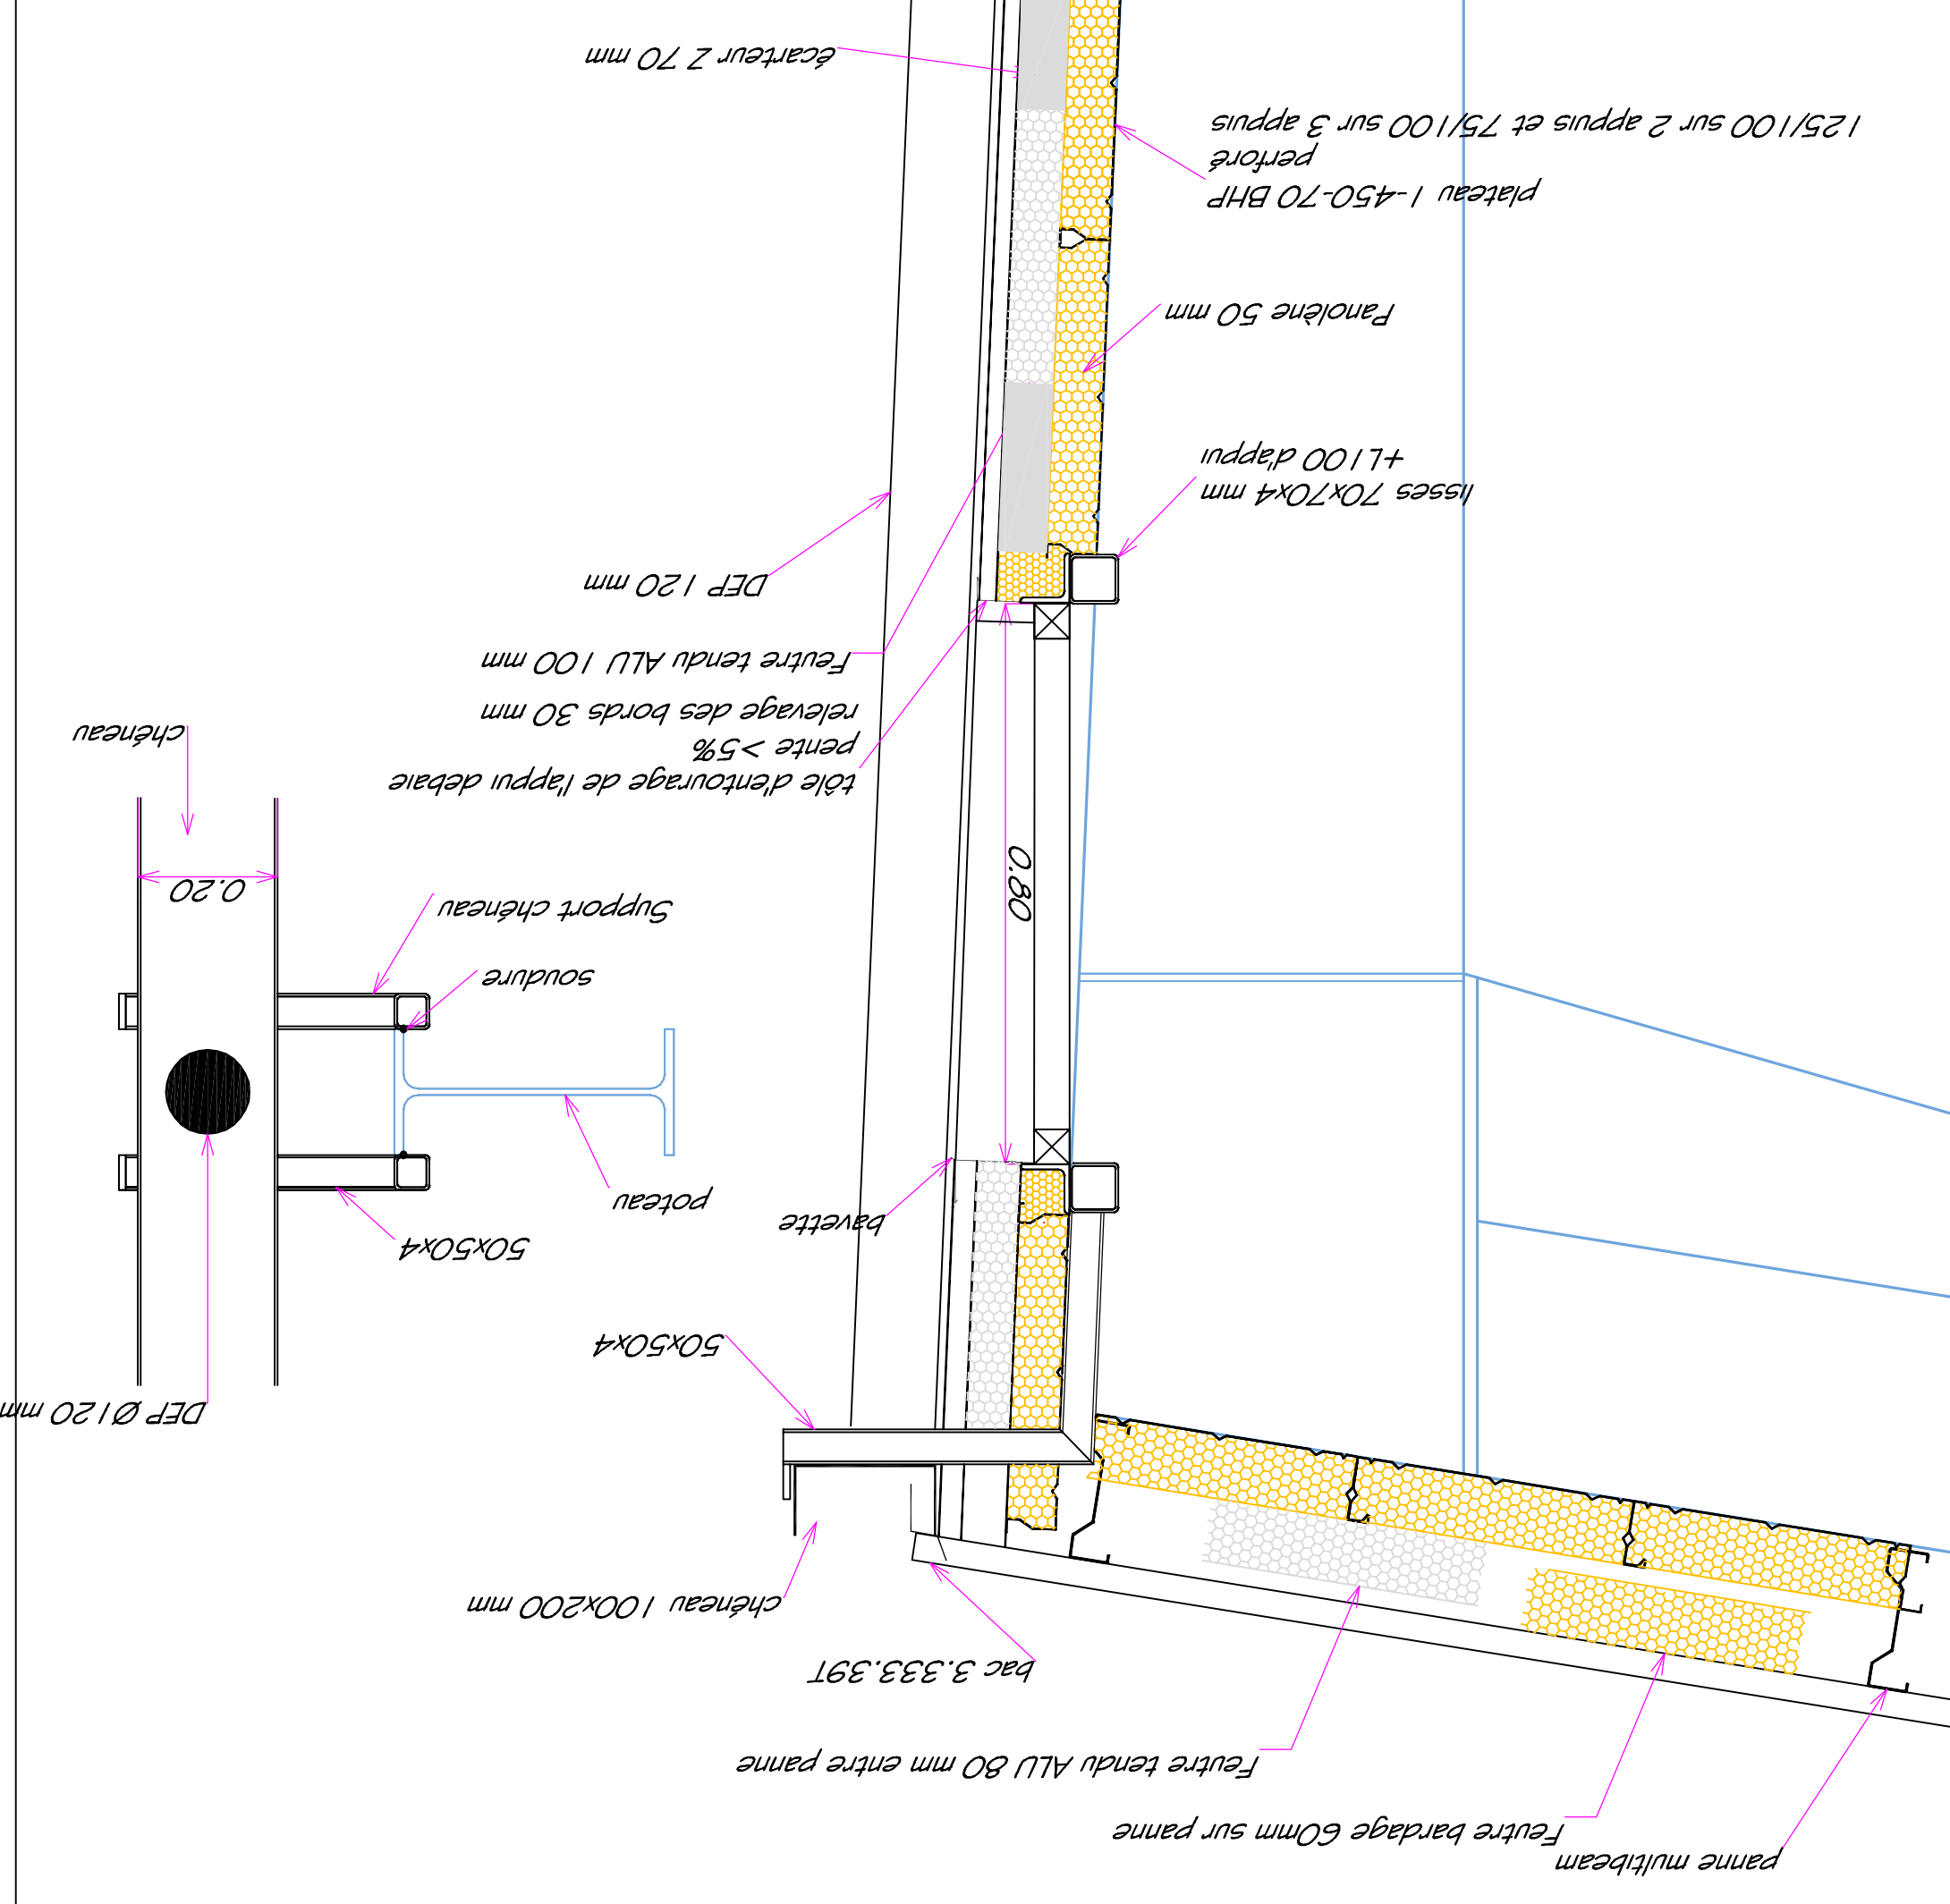 panne multibeam
Feutre bardage 60mm sur panne
Feutre tendu ALU 80 mm entre panne
bac 3.333.39T
chéneau 100x200 mm
50x50x4
bavette
0.80
tôle d'entourage de l'appui debaie
pente >5%
relevage des bords 30 mm
Feutre tendu ALU 100 mm
DEP 120 mm
lisses 70x70x4 mm
+L100 d'appui
Panolène 50 mm
plateau 1-450-70 BHP
perforé
125/100 sur 2 appuis et 75/100 sur 3 appuis
écarteur Z 70 mm
DEP Ø120 mm
50x50x4
poteau
soudure
Support chéneau
0.20
chéneau